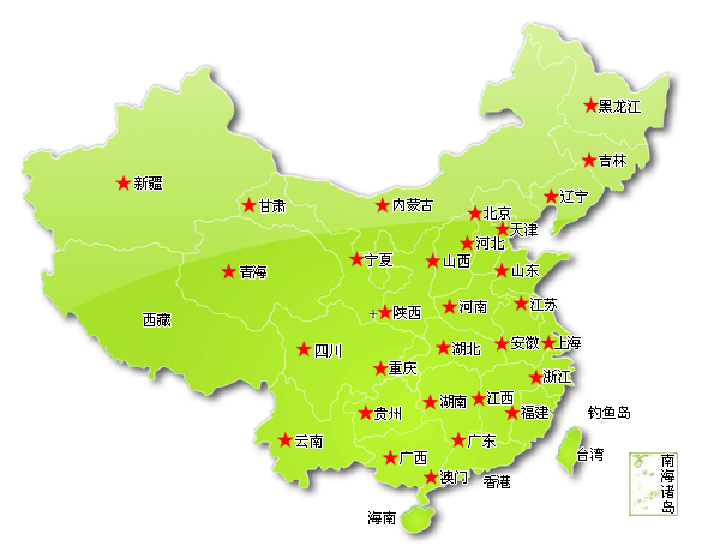 黑龙江
吉林
新疆
辽宁
甘肃
内蒙古
北京
天津
河北
宁夏
山西
青海
山东
江苏
河南
陕西
西藏
安徽
上海
湖北
四川
重庆
浙江
江西
湖南
贵州
福建
钓鱼岛
云南
广东
台湾
广西
南海诸岛
澳门
香港
海南